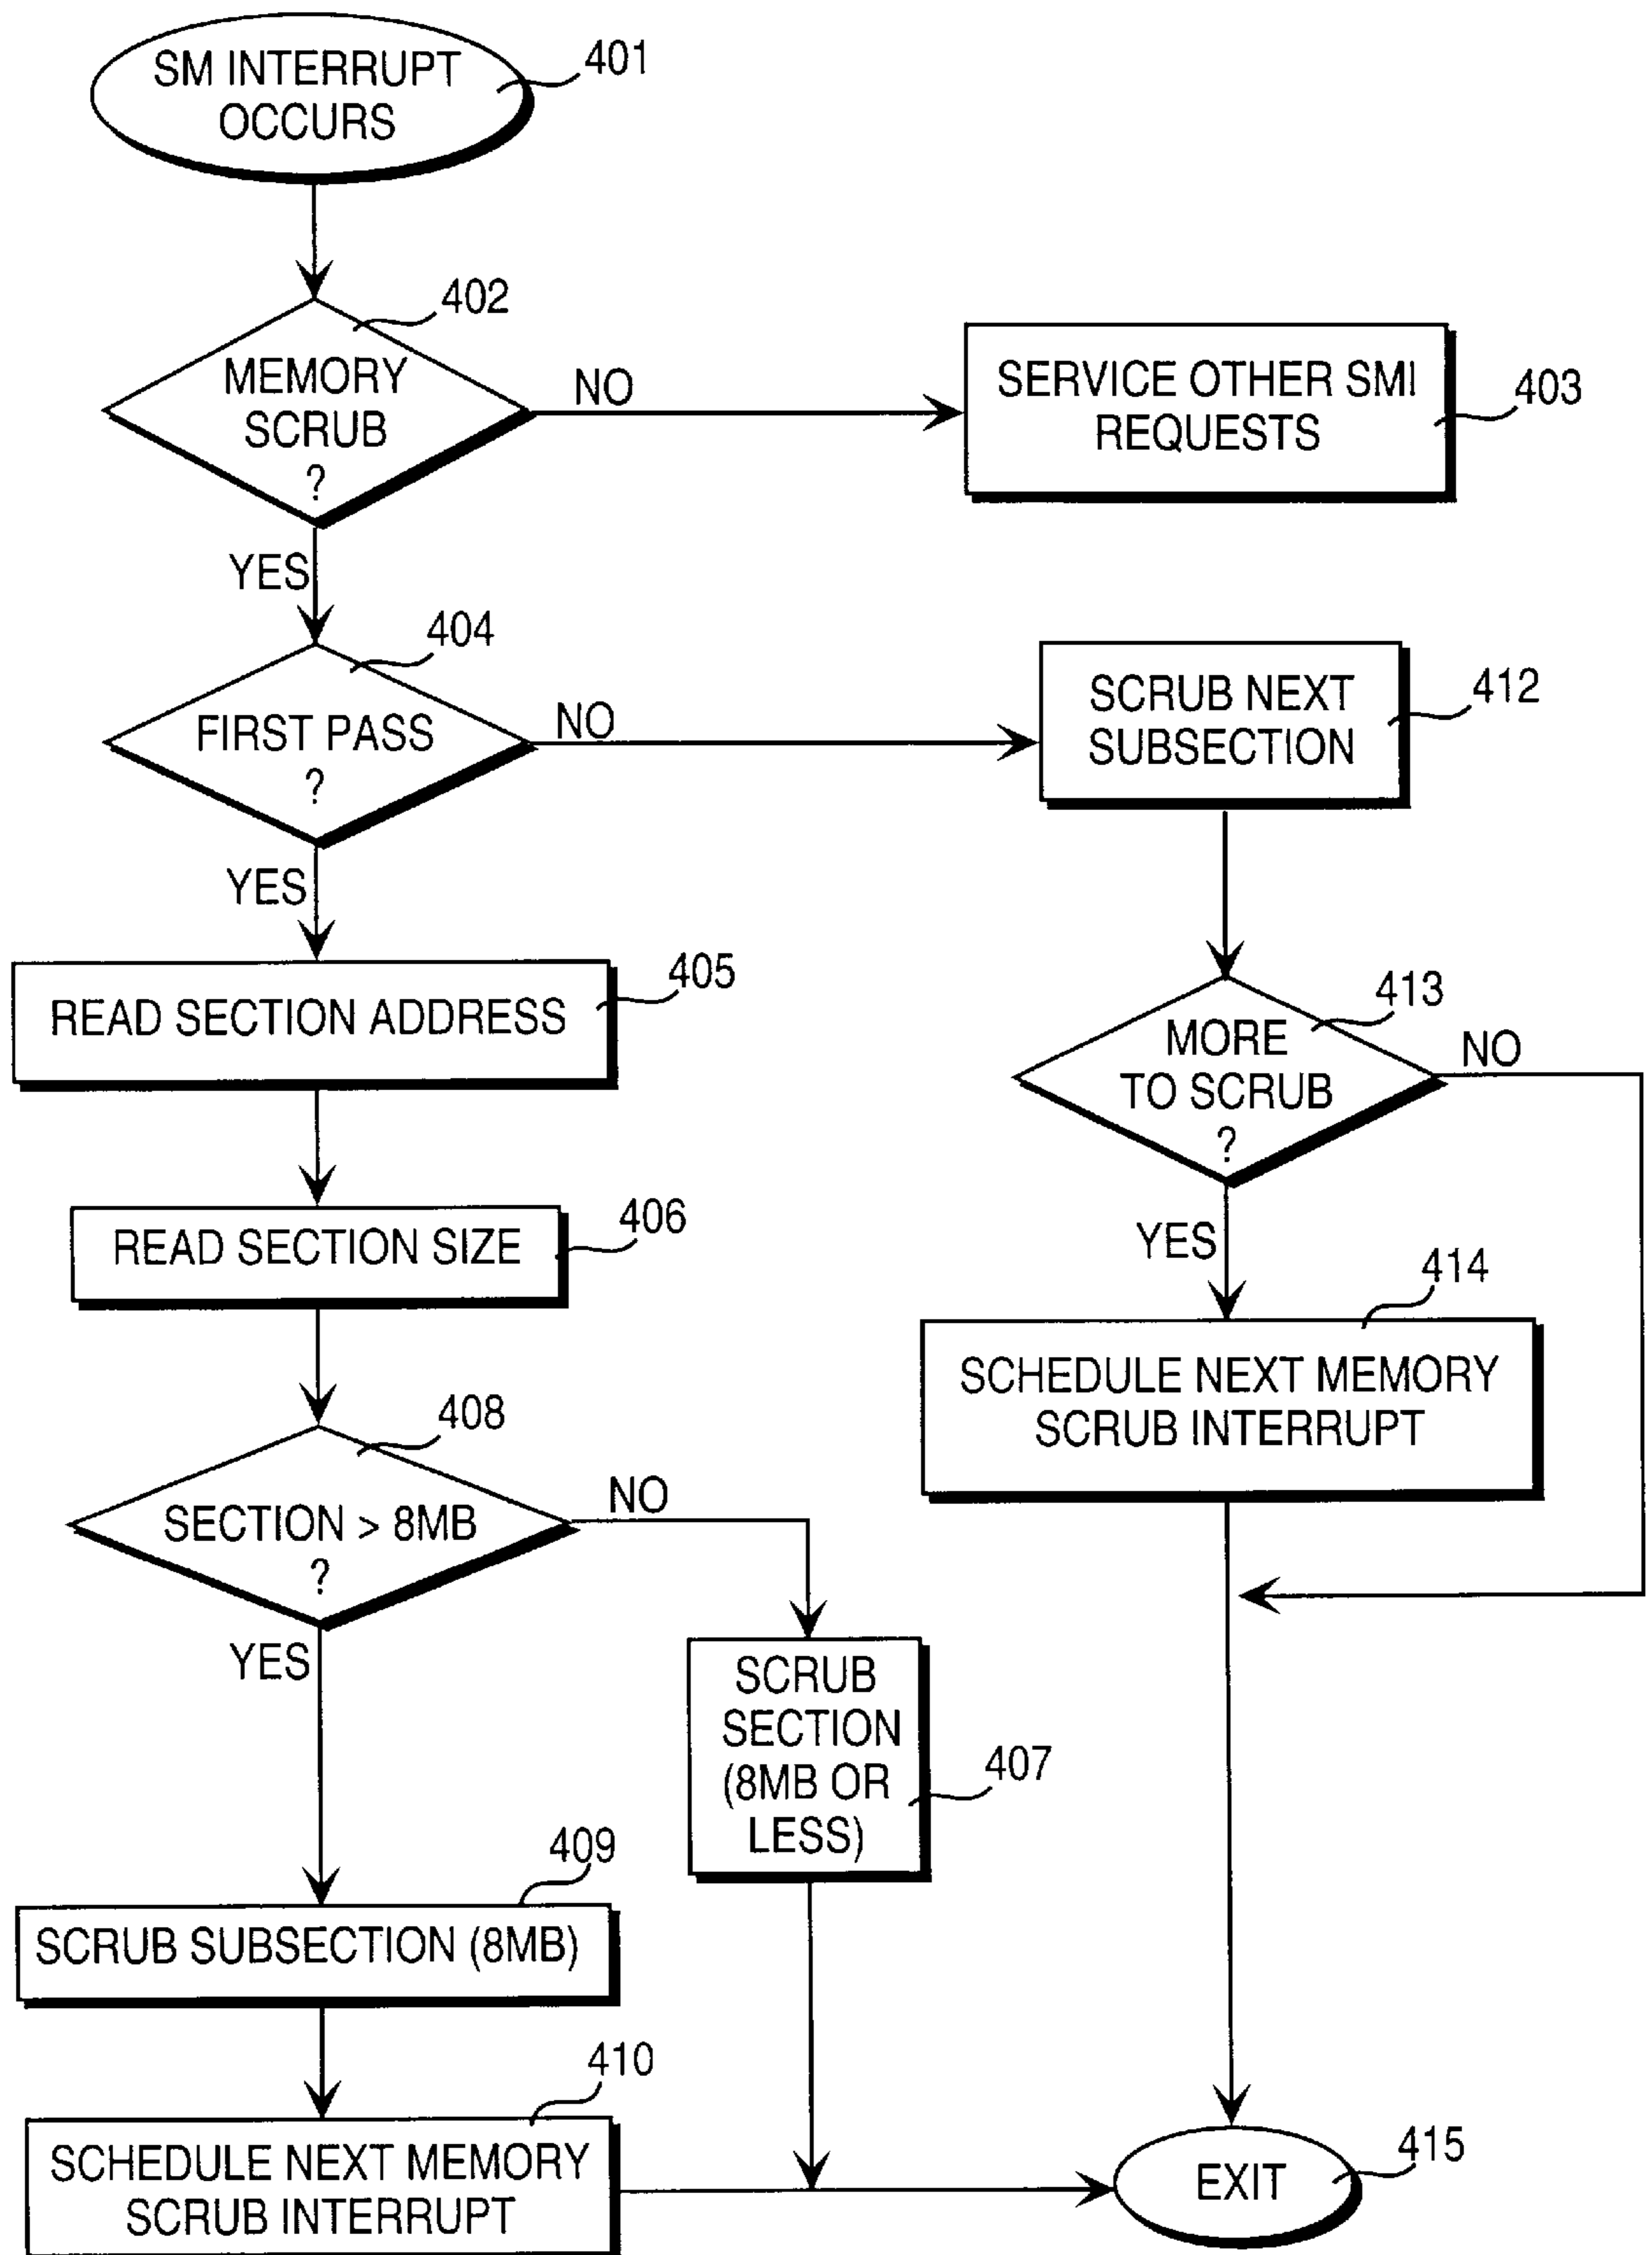 SM INTERRUPT
OCCURS
401
402
MEMORY
SCRUB
?
NO
SERVICE OTHER SMI
REQUESTS
403
YES
404
FIRST PASS
?
NO
SCRUB NEXT
SUBSECTION
412
YES
READ SECTION ADDRESS
405
413
MORE
TO SCRUB
?
NO
READ SECTION SIZE
406
YES
414
SCHEDULE NEXT MEMORY
SCRUB INTERRUPT
408
SECTION > 8MB
?
NO
YES
SCRUB
SECTION
(8MB OR
LESS)
407
409
SCRUB SUBSECTION (8MB)
410
SCHEDULE NEXT MEMORY
SCRUB INTERRUPT
EXIT
415